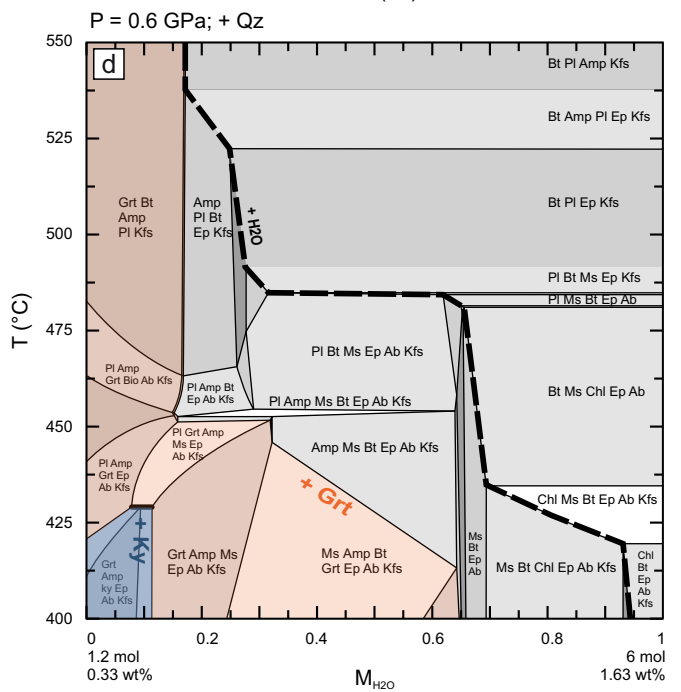 P = 0.6 GPa; + Qz
d
550
525
500
475
450
425
400
T (°C)
Bt Pl Amp Kfs
Bt Amp Pl Ep Kfs
Bt Pl Ep Kfs
Pl Bt Ms Ep Kfs
Pl Ms Bt Ep Ab
Bt Ms Chl Ep Ab
Chl Ms Bt Ep Ab Kfs
Grt Bt
Amp
Pl Kfs
Amp
Pl Bt
Ep Kfs
+ H2O
Pl Bt Ms Ep Ab Kfs
Pl Amp
Grt Bio Ab Kfs
Pl Amp Bt
Ep Ab Kfs
Pl Amp Ms Bt Ep Ab Kfs
Pl Grt Amp
Ms Ep
Ab Kfs
Amp Ms Bt Ep Ab Kfs
Pl Amp
Grt Ep
Ab Kfs
+ Grt
+ Ky
Grt
Amp
ky Ep
Ab Kfs
Grt Amp Ms
Ep Ab Kfs
Ms Amp Bt
Grt Ep Ab Kfs
Ms
Bt
Ep
Ab
Ms Bt Chl Ep Ab Kfs
Chl
Bt
Ep
Ab
Kfs
0 0.2 0.4 0.6 0.8 1
1.2 mol 6 mol
0.33 wt% 1.63 wt%
M H2O